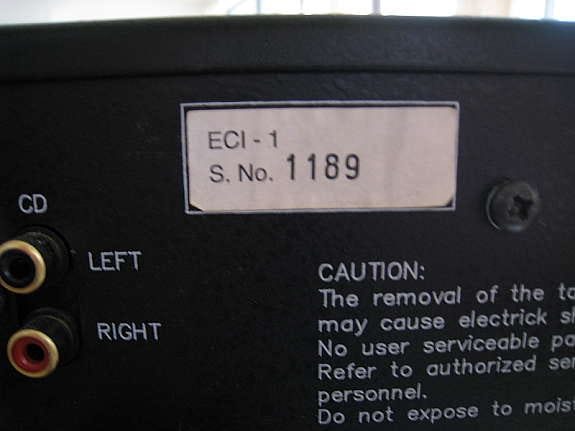 ECI - 1
S. No. 1189
CD
LEFT
RIGHT
CAUTION:
The removal of the
may cause electrick
No user serviceable
Refer to authorized
personnel.
Do not expose to